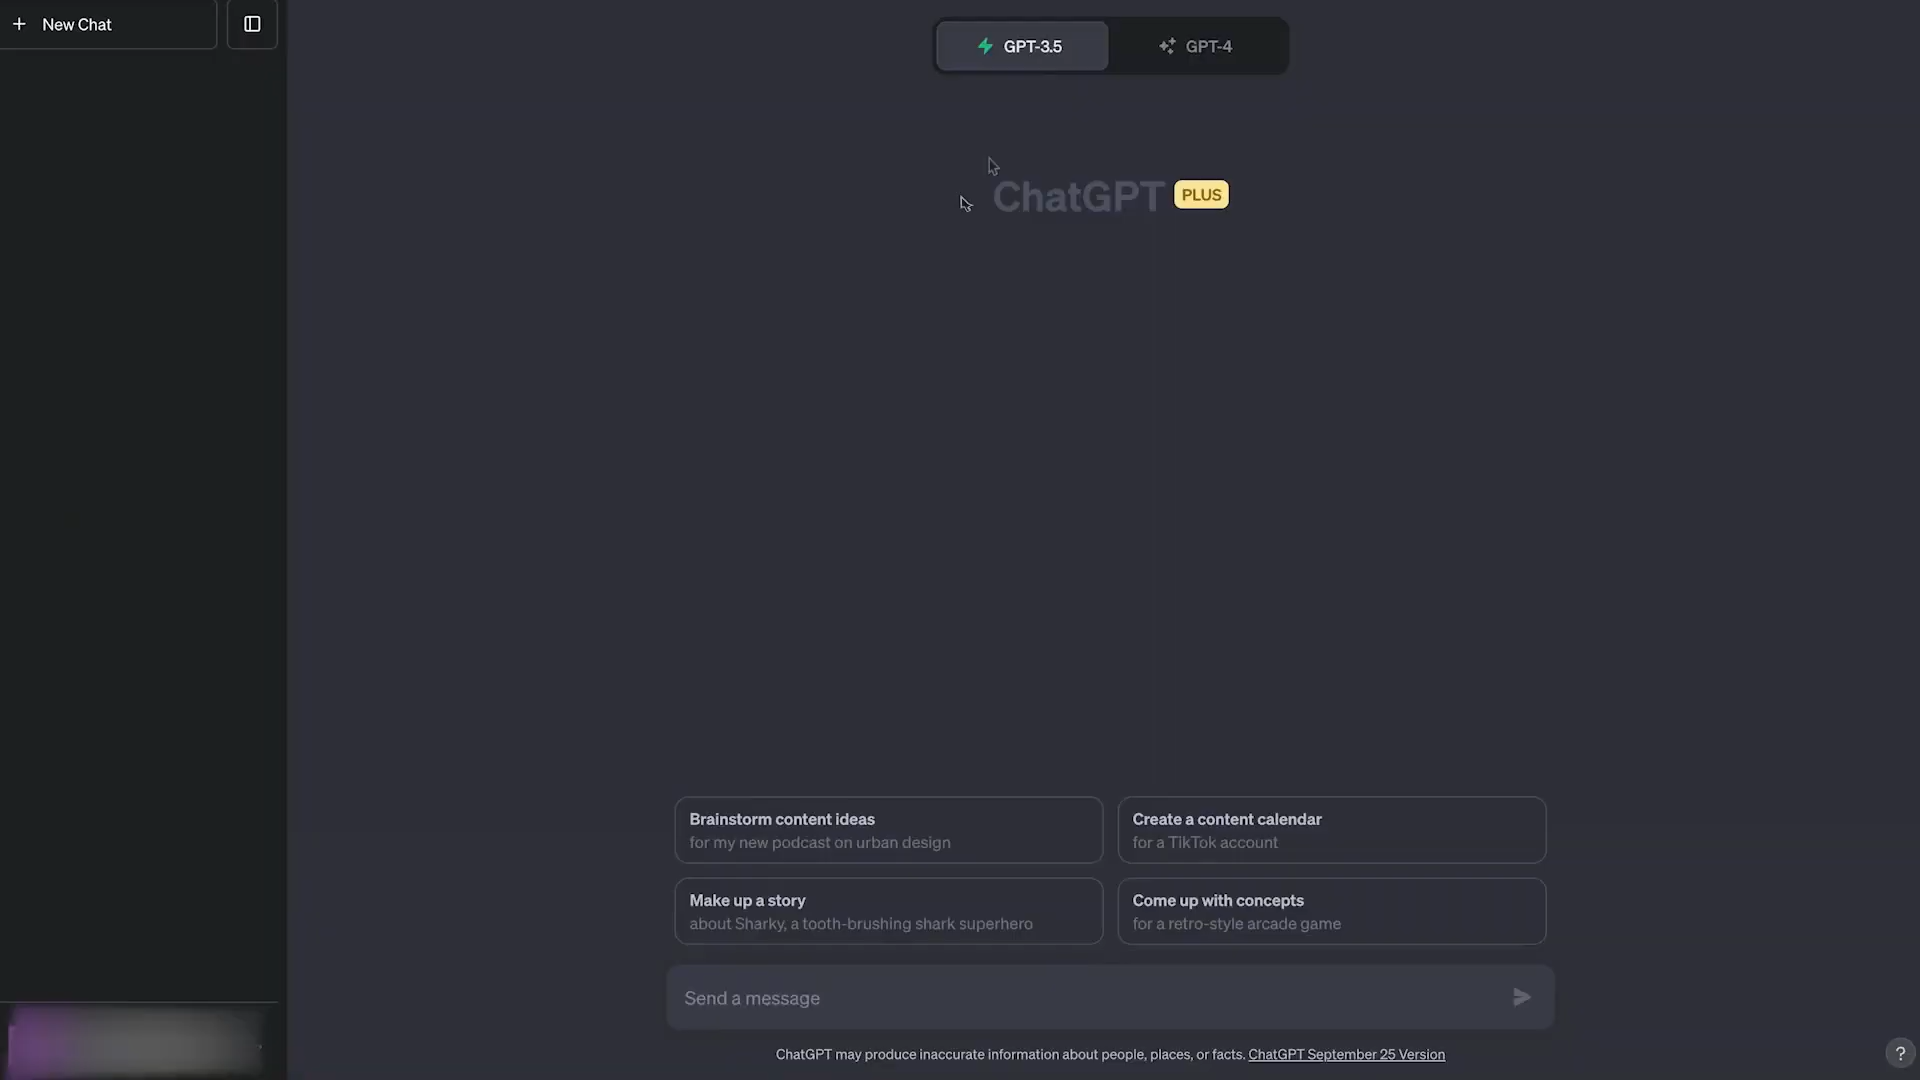 New Chat
GPT-3.5
GPT-4
ChatGPT PLUS
Brainstorm content ideas
for my new podcast on urban design
Create a content calendar
for a TikTok account
Make up a story
about Sharky, a tooth-brushing shark superhero
Come up with concepts
for a retro-style arcade game
Send a message
ChatGPT may produce inaccurate information about people, places, or facts. ChatGPT September 25 Version
?